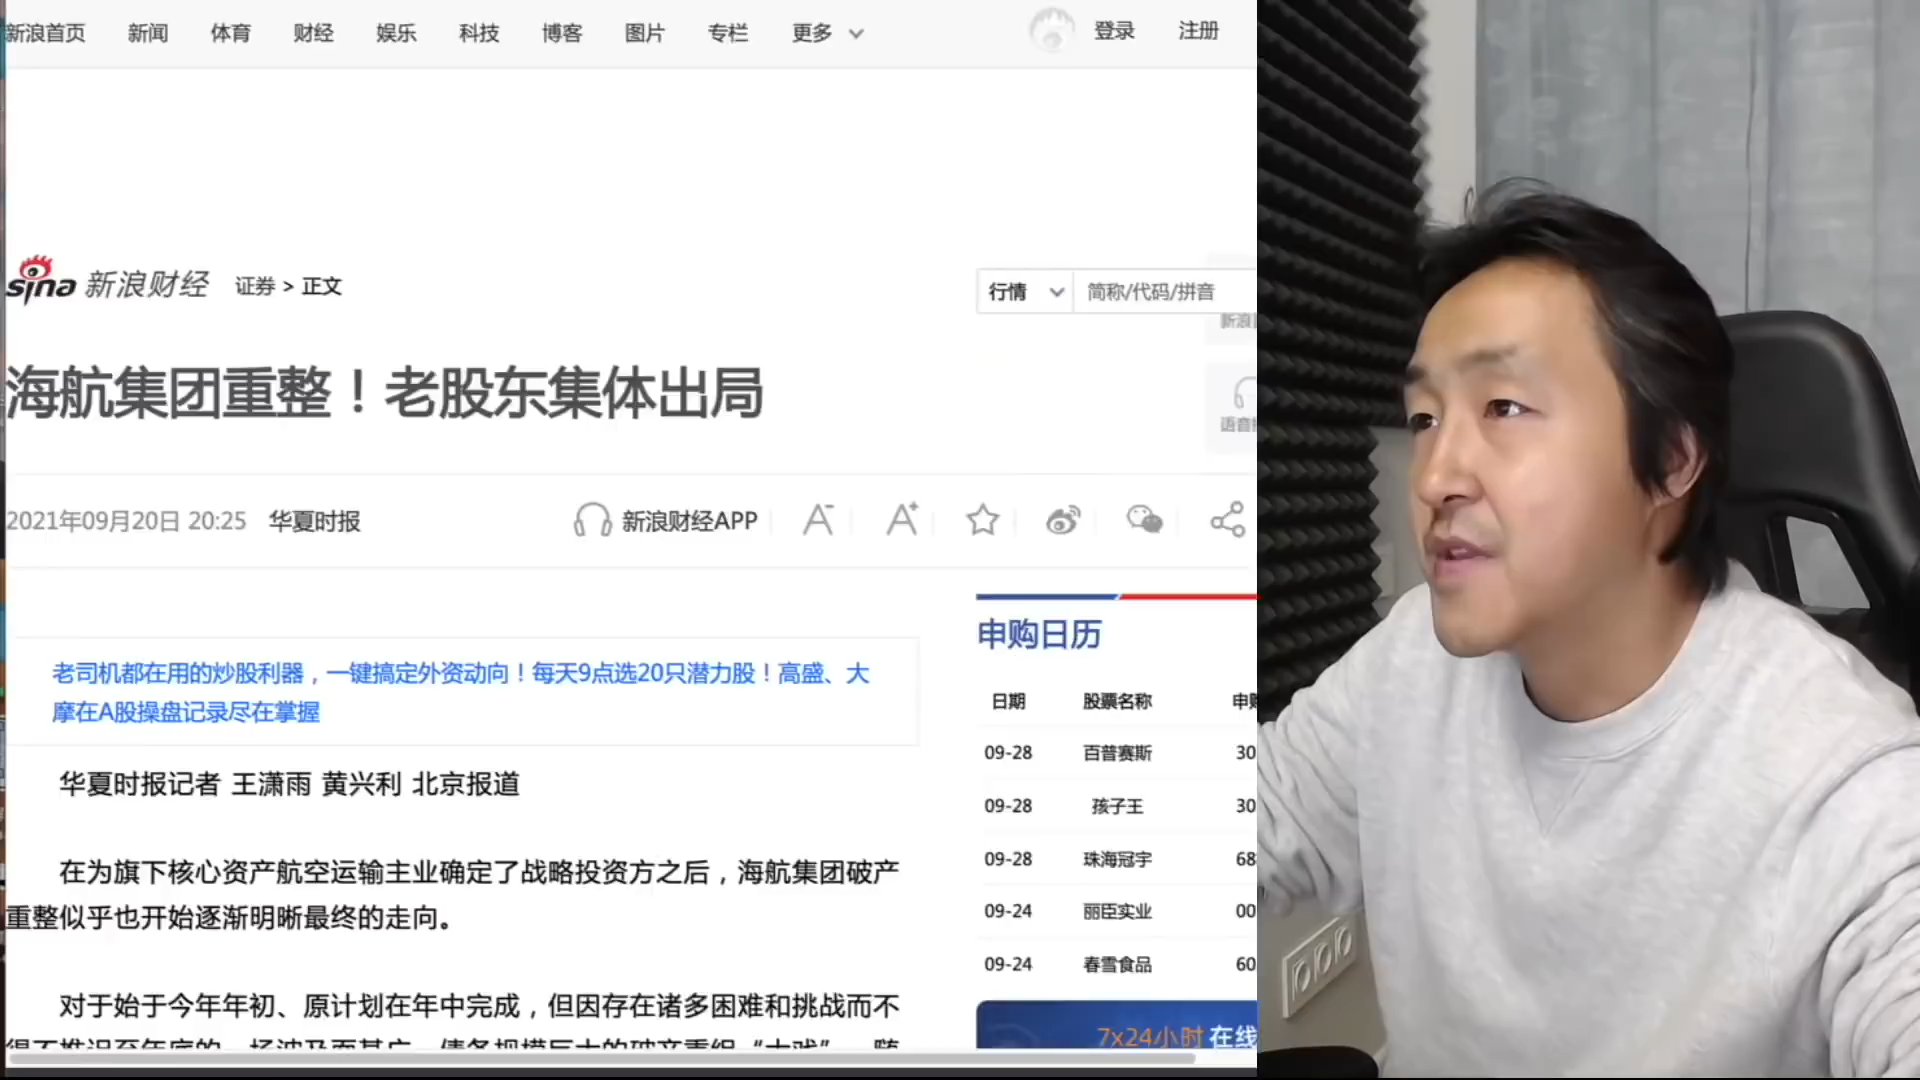 新浪首页 新闻 体育 财经 娱乐 科技 博客 图片 专栏 更多 登录 注册
sina 新浪财经 证券 > 正文
行情 简称/代码/拼音
海航集团重整！老股东集体出局
2021年09月20日 20:25 华夏时报 新浪财经APP
老司机都在用的炒股利器，一键搞定外资动向！每天9点选20只潜力股！高盛、大
摩在A股操盘记录尽在掌握
华夏时报记者 王潇雨 黄兴利 北京报道
在为旗下核心资产航空运输主业确定了战略投资方之后，海航集团破产
重整似乎也开始逐渐明晰最终的走向。
对于始于今年年初、原计划在年中完成，但因存在诸多困难和挑战而不
申购日历
日期 股票名称 申购
09-28 百普赛斯 30
09-28 孩子王 30
09-28 珠海冠宇 68
09-24 丽臣实业 00
09-24 春雪食品 60
7x24小时 在线